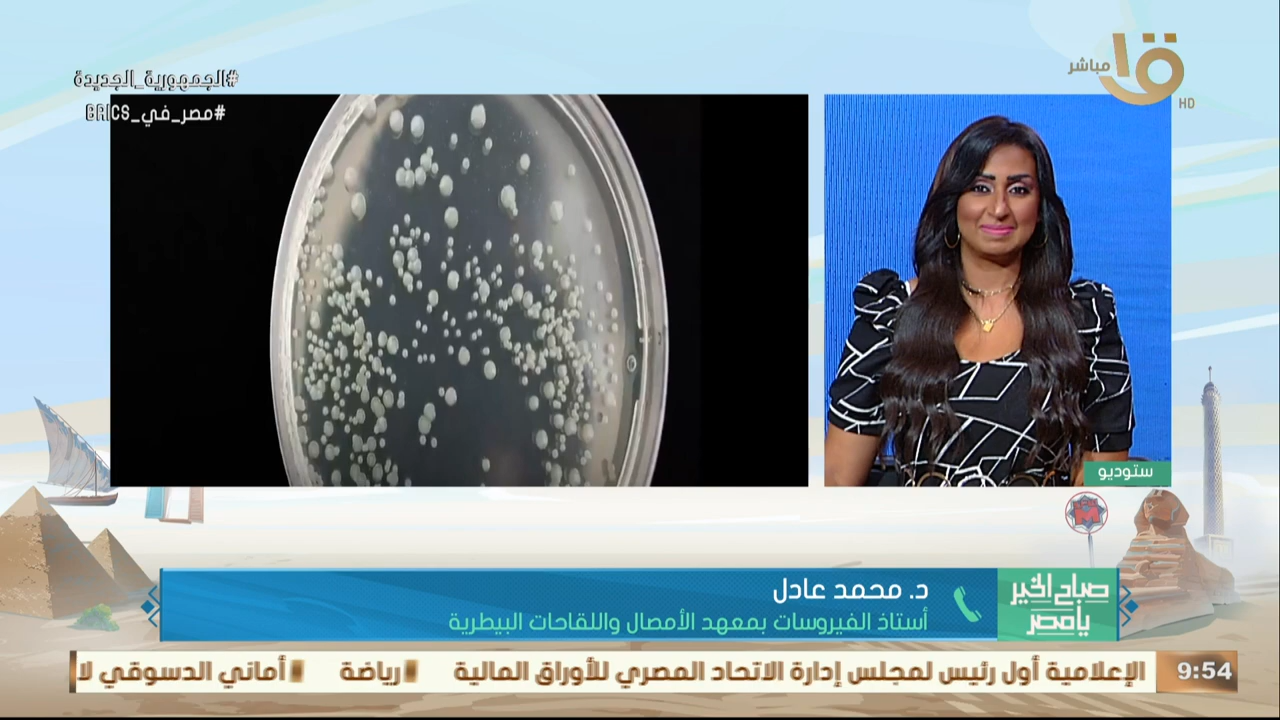 #الجمهورية_الجديدة
#مصر_في_BRICS
مباشر
HD
ستوديو
صباح الخير
يا مصر
د. محمد عادل
أستاذ الفيروسات بمعهد الأمصال واللقاحات البيطرية
9:54
الإعلامية أول رئيس لمجلس إدارة الاتحاد المصري للأوراق المالية رياضة أماني الدسوقي لا